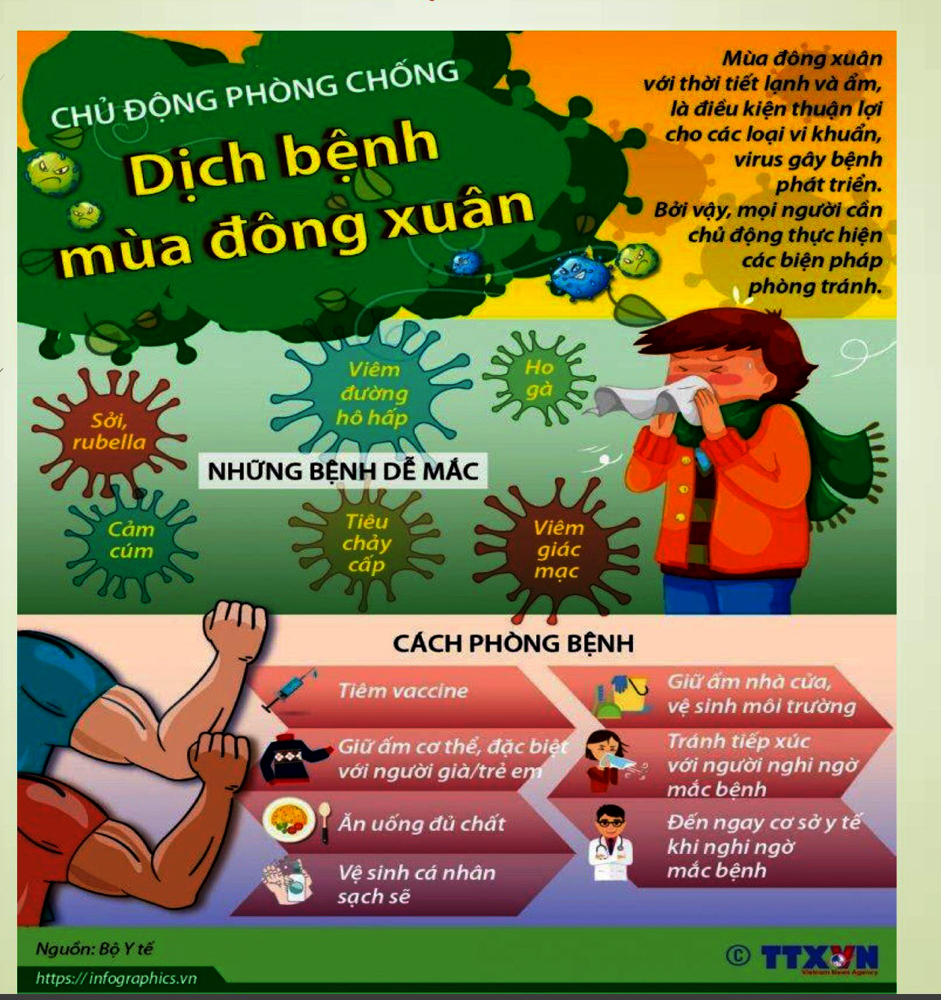 CHỦ ĐỘNG PHÒNG CHỐNG
Dịch bệnh
mùa đông xuân
Mùa đông xuân
với thời tiết lạnh và ẩm,
là điều kiện thuận lợi
cho các loại vi khuẩn,
virus gây bệnh
phát triển.
Bởi vậy, mọi người cần
chủ động thực hiện
các biện pháp
phòng tránh.
Sởi,
rubella
Viêm
đường
hô hấp
Ho
gà
NHỮNG BỆNH DỄ MẮC
Cảm
cúm
Tiêu
chảy
cấp
Viêm
giác
mạc
CÁCH PHÒNG BỆNH
Tiêm vaccine
Giữ ấm cơ thể, đặc biệt
với người già/trẻ em
Ăn uống đủ chất
Vệ sinh cá nhân
sạch sẽ
Giữ ấm nhà cửa,
vệ sinh môi trường
Tránh tiếp xúc
với người nghi ngờ
mắc bệnh
Đến ngay cơ sở y tế
khi nghi ngờ
mắc bệnh
Nguồn: Bộ Y tế
https://infographics.vn
© TTXVN
Vietnam News Agency